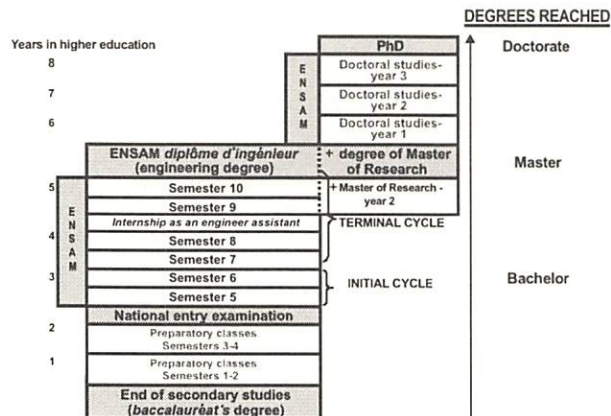 DEGREES REACHED
Years in higher education
PhD
Doctorate
8
Doctoral studies-
year 3
7
Doctoral studies-
year 2
6
Doctoral studies-
year 1
ENSAM
ENSAM diplôme d'ingénieur
(engineering degree)
+ degree of Master
of Research
Master
5
Semester 10
+ Master of Research -
year 2
Semester 9
Internship as an engineer assistant
TERMINAL CYCLE
4
Semester 8
Semester 7
ENSAM
3
Semester 6
INITIAL CYCLE
Bachelor
Semester 5
National entry examination
2
Preparatory classes
Semesters 3-4
1
Preparatory classes
Semesters 1-2
End of secondary studies
(baccalauréat's degree)